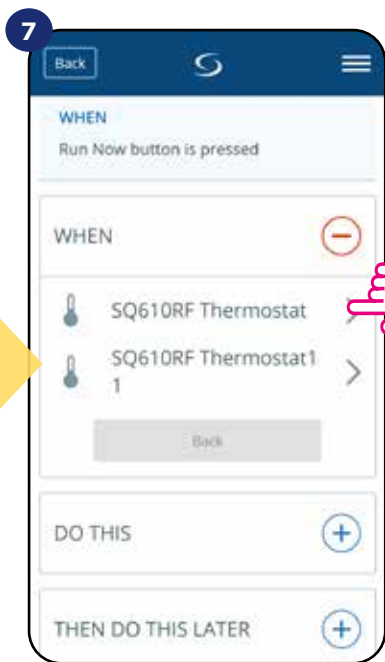 7
Back
WHEN
Run Now button is pressed
WHEN
SQ610RF Thermostat
SQ610RF Thermostat1
1
Back
DO THIS
THEN DO THIS LATER